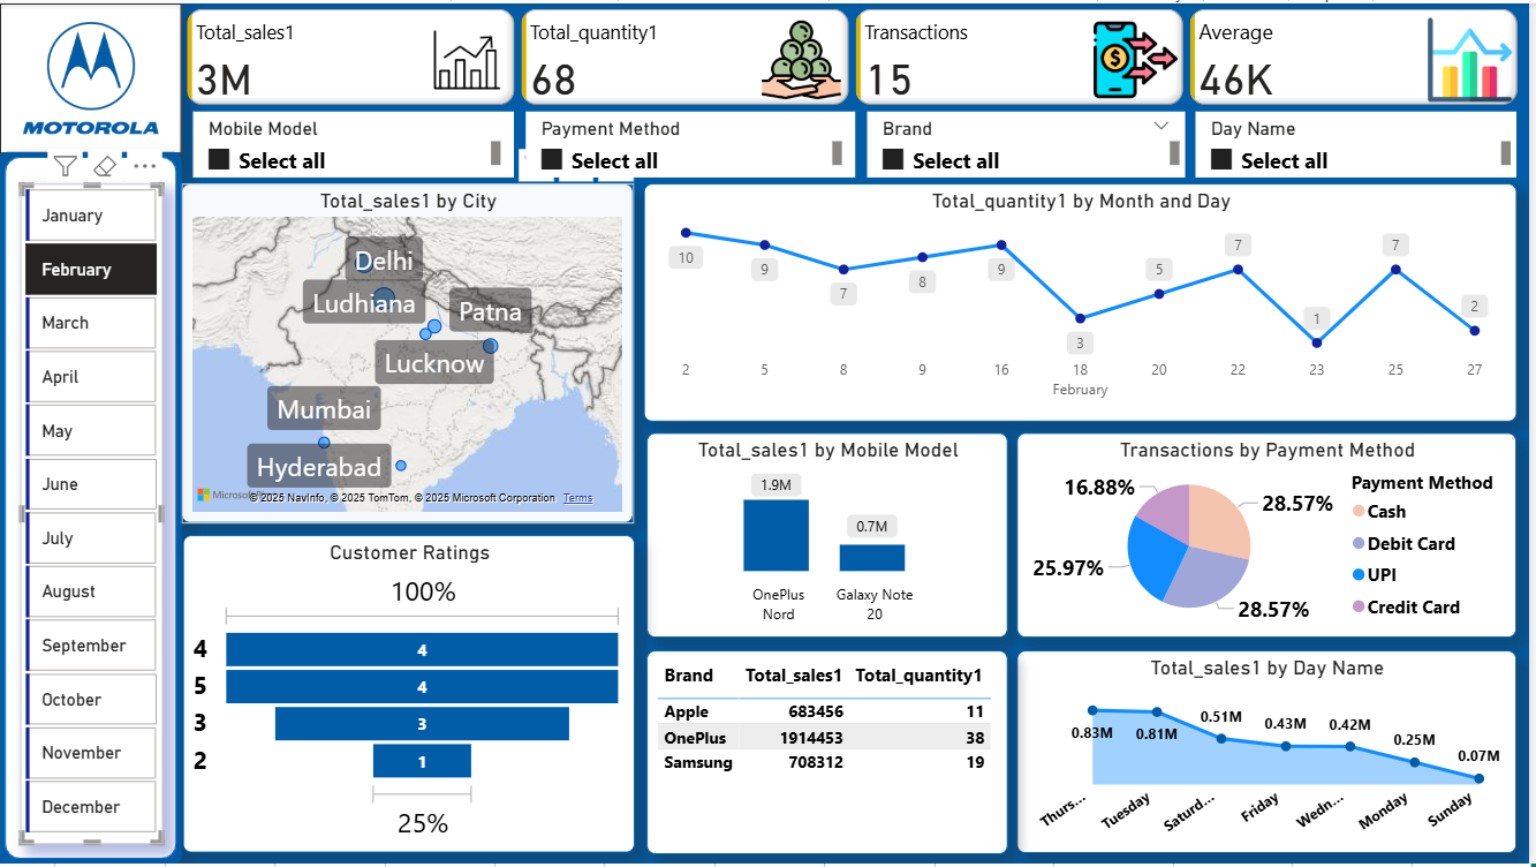 MOTOROLA
Total_sales1
3M
Total_quantity1
68
Transactions
15
Average
46K
Mobile Model
Select all
Payment Method
Select all
Brand
Select all
Day Name
Select all
January
February
March
April
May
June
July
August
September
October
November
December
Total_sales1 by City
Delhi
Ludhiana
Patna
Lucknow
Mumbai
Hyderabad
© 2025 NavInfo, © 2025 TomTom, © 2025 Microsoft Corporation Terms
Total_quantity1 by Month and Day
10 9 7 8 9 3 5 7 1 7 2
2 5 8 9 16 18 20 22 23 25 27
February
Customer Ratings
100%
4 4
5 4
3 3
2 1
25%
Total_sales1 by Mobile Model
1.9M
0.7M
OnePlus Nord
Galaxy Note 20
Transactions by Payment Method
16.88%
28.57%
25.97%
28.57%
Payment Method
Cash
Debit Card
UPI
Credit Card
Brand Total_sales1 Total_quantity1
Apple 683456 11
OnePlus 1914453 38
Samsung 708312 19
Total_sales1 by Day Name
0.83M 0.81M 0.51M 0.43M 0.42M 0.25M 0.07M
Thurs... Tuesday Saturd... Friday Wedn... Monday Sunday